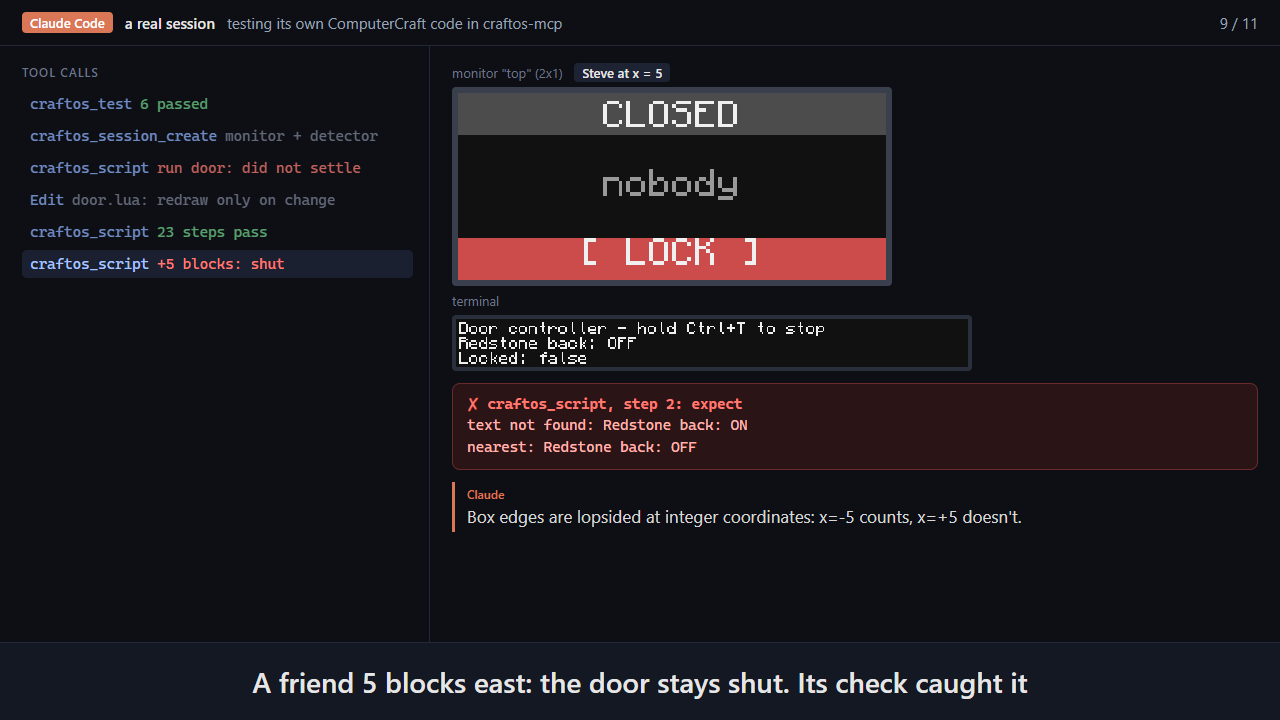 Claude Code a real session testing its own ComputerCraft code in craftos-mcp 9 / 11
TOOL CALLS
craftos_test 6 passed
craftos_session_create monitor + detector
craftos_script run door: did not settle
Edit door.lua: redraw only on change
craftos_script 23 steps pass
craftos_script +5 blocks: shut
monitor "top" (2x1) Steve at x = 5
CLOSED
nobody
[ LOCK ]
terminal
Door controller - hold Ctrl+T to stop
Redstone back: OFF
Locked: false
✗ craftos_script, step 2: expect
text not found: Redstone back: ON
nearest: Redstone back: OFF
Claude
Box edges are lopsided at integer coordinates: x=-5 counts, x=+5 doesn't.
A friend 5 blocks east: the door stays shut. Its check caught it